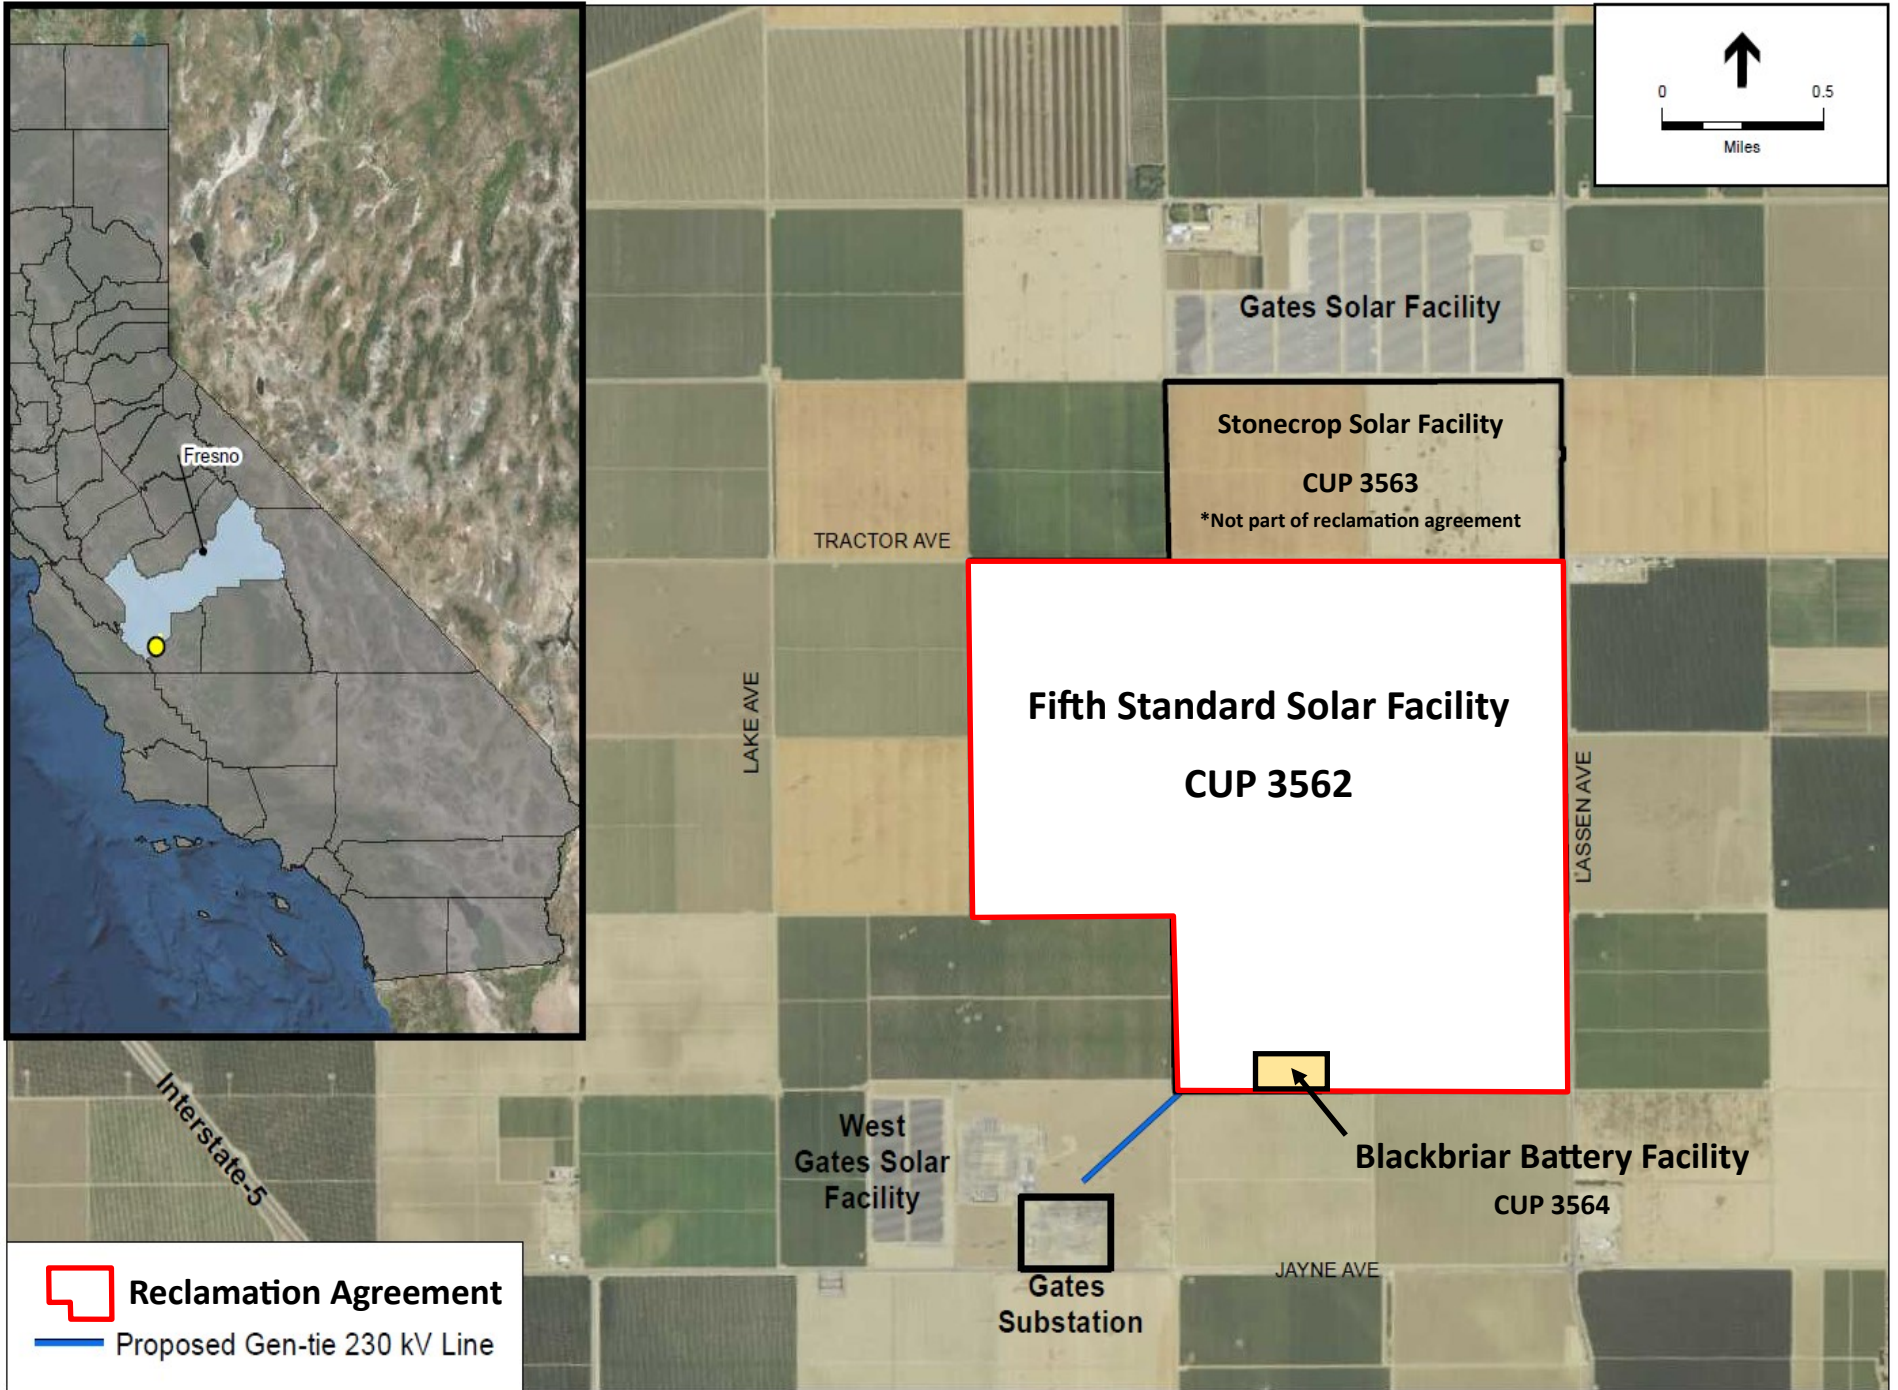 0 0.5
Miles
Fresno
Gates Solar Facility
Stonecrop Solar Facility
CUP 3563
*Not part of reclamation agreement
TRACTOR AVE
LAKE AVE
Fifth Standard Solar Facility
CUP 3562
LASSEN AVE
Interstate-5
West
Gates Solar
Facility
Blackbriar Battery Facility
CUP 3564
JAYNE AVE
Gates
Substation
Reclamation Agreement
Proposed Gen-tie 230 kV Line